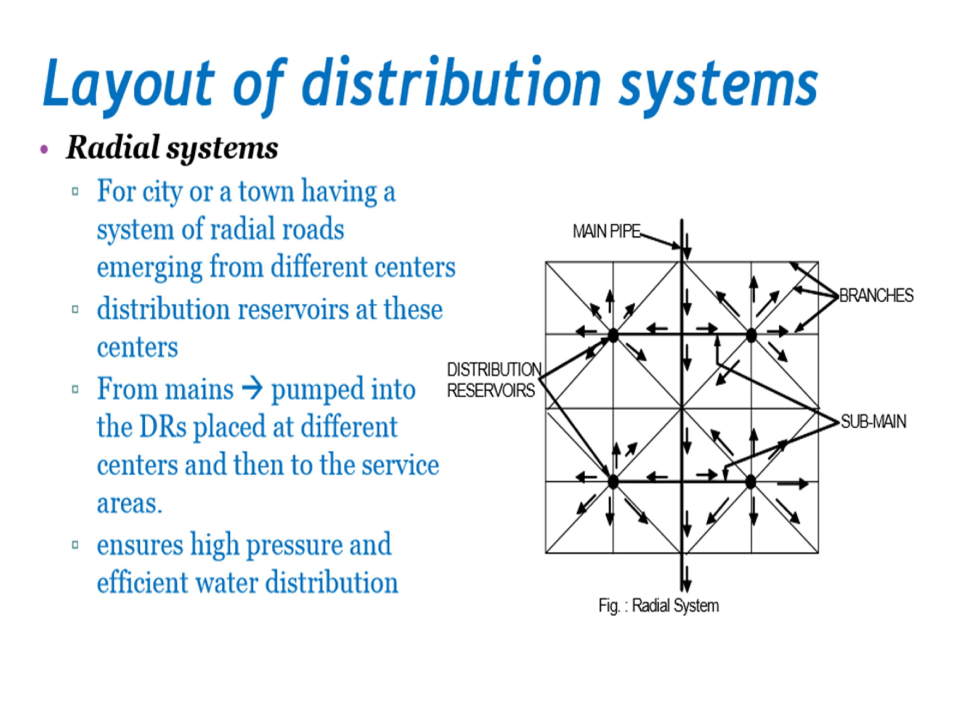 Layout of distribution systems
• Radial systems
▫ For city or a town having a
system of radial roads
emerging from different centers
▫ distribution reservoirs at these
centers
▫ From mains → pumped into
the DRs placed at different
centers and then to the service
areas.
▫ ensures high pressure and
efficient water distribution
MAIN PIPE
BRANCHES
DISTRIBUTION
RESERVOIRS
SUB-MAIN
Fig. : Radial System